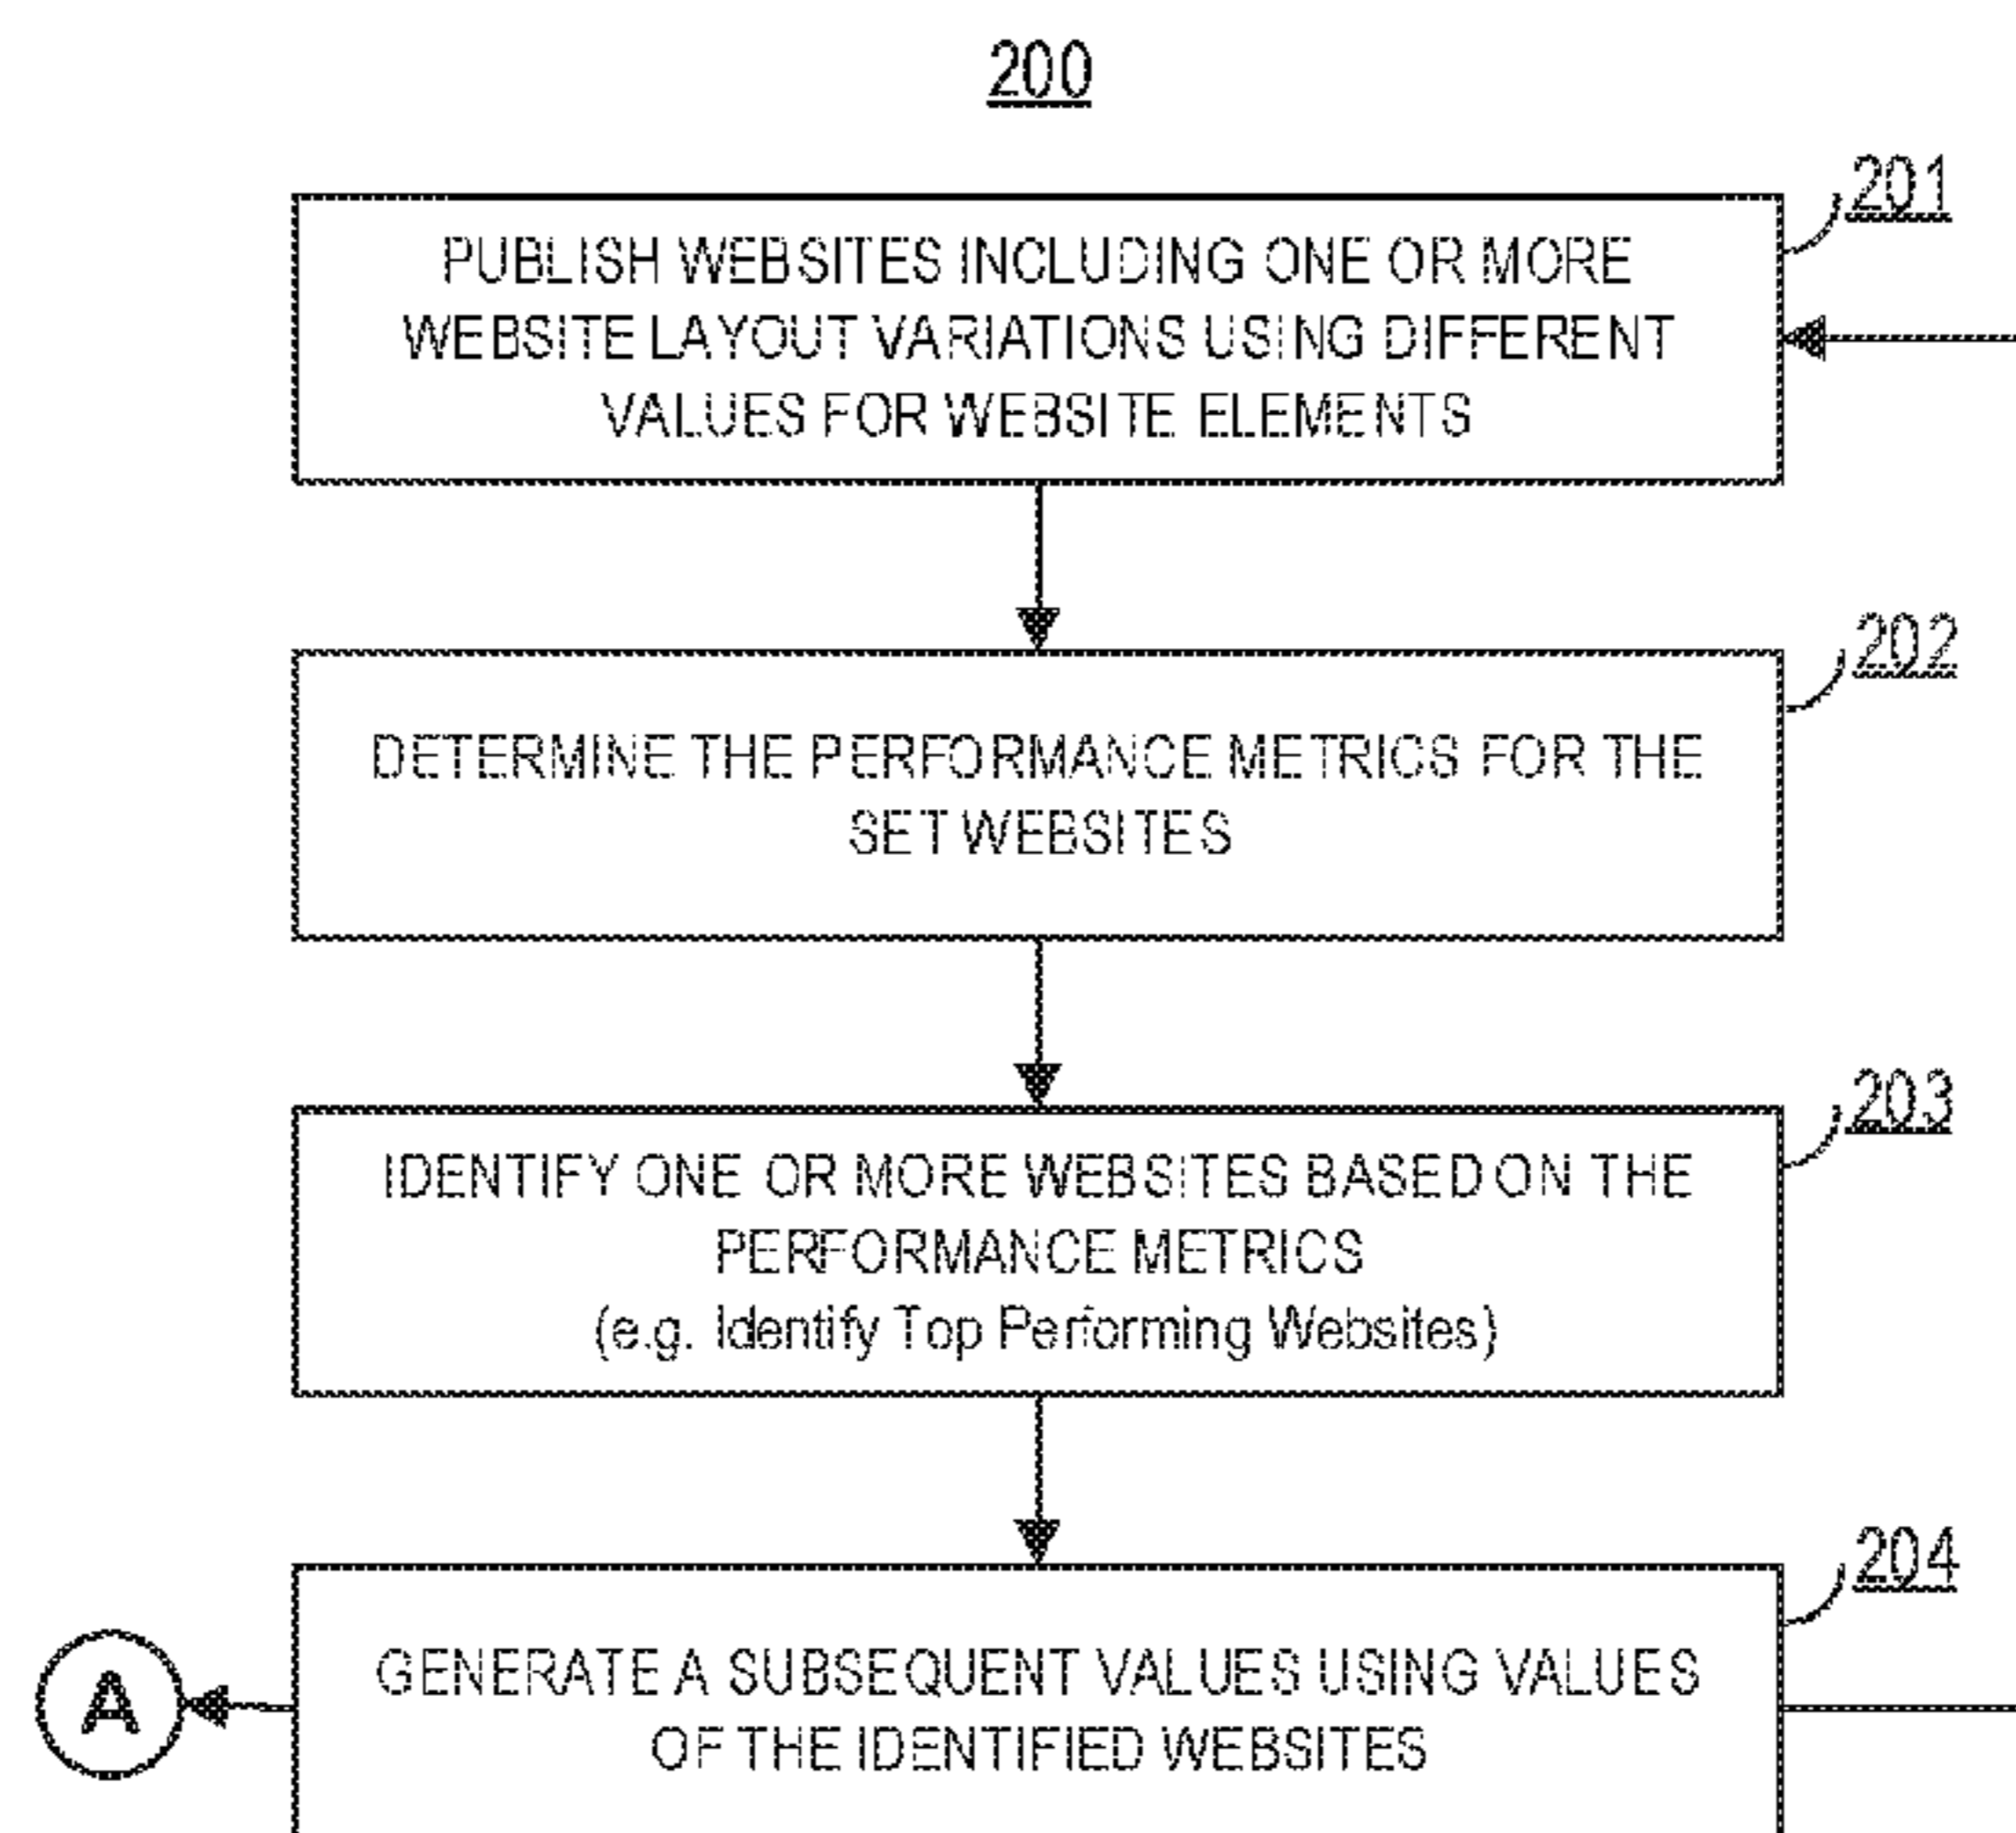 200
201
PUBLISH WEBSITES INCLUDING ONE OR MORE
WEBSITE LAYOUT VARIATIONS USING DIFFERENT
VALUES FOR WEBSITE ELEMENTS
202
DETERMINE THE PERFORMANCE METRICS FOR THE
SET WEBSITES
203
IDENTIFY ONE OR MORE WEBSITES BASED ON THE
PERFORMANCE METRICS
(e.g. Identify Top Performing Websites)
204
GENERATE A SUBSEQUENT VALUES USING VALUES
OF THE IDENTIFIED WEBSITES
A